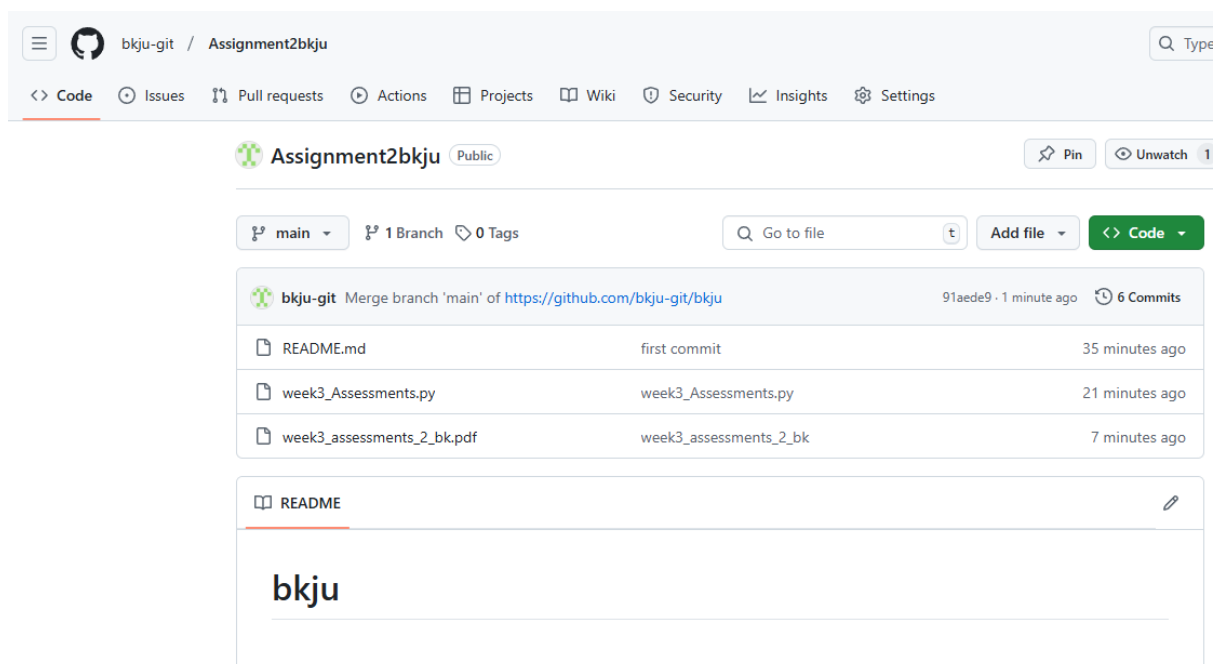 bkju-git / Assignment2bkju Type
Code Issues Pull requests Actions Projects Wiki Security Insights Settings
Assignment2bkju Public Pin Unwatch 1
main 1 Branch 0 Tags Go to file t Add file Code
bkju-git Merge branch 'main' of https://github.com/bkju-git/bkju 91aede9 · 1 minute ago 6 Commits
README.md first commit 35 minutes ago
week3_Assessments.py week3_Assessments.py 21 minutes ago
week3_assessments_2_bk.pdf week3_assessments_2_bk 7 minutes ago
README
bkju